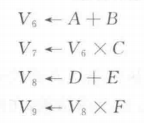 V₆ ← A + B
V₇ ← V₆ × C
V₈ ← D + E
V₉ ← V₈ × F